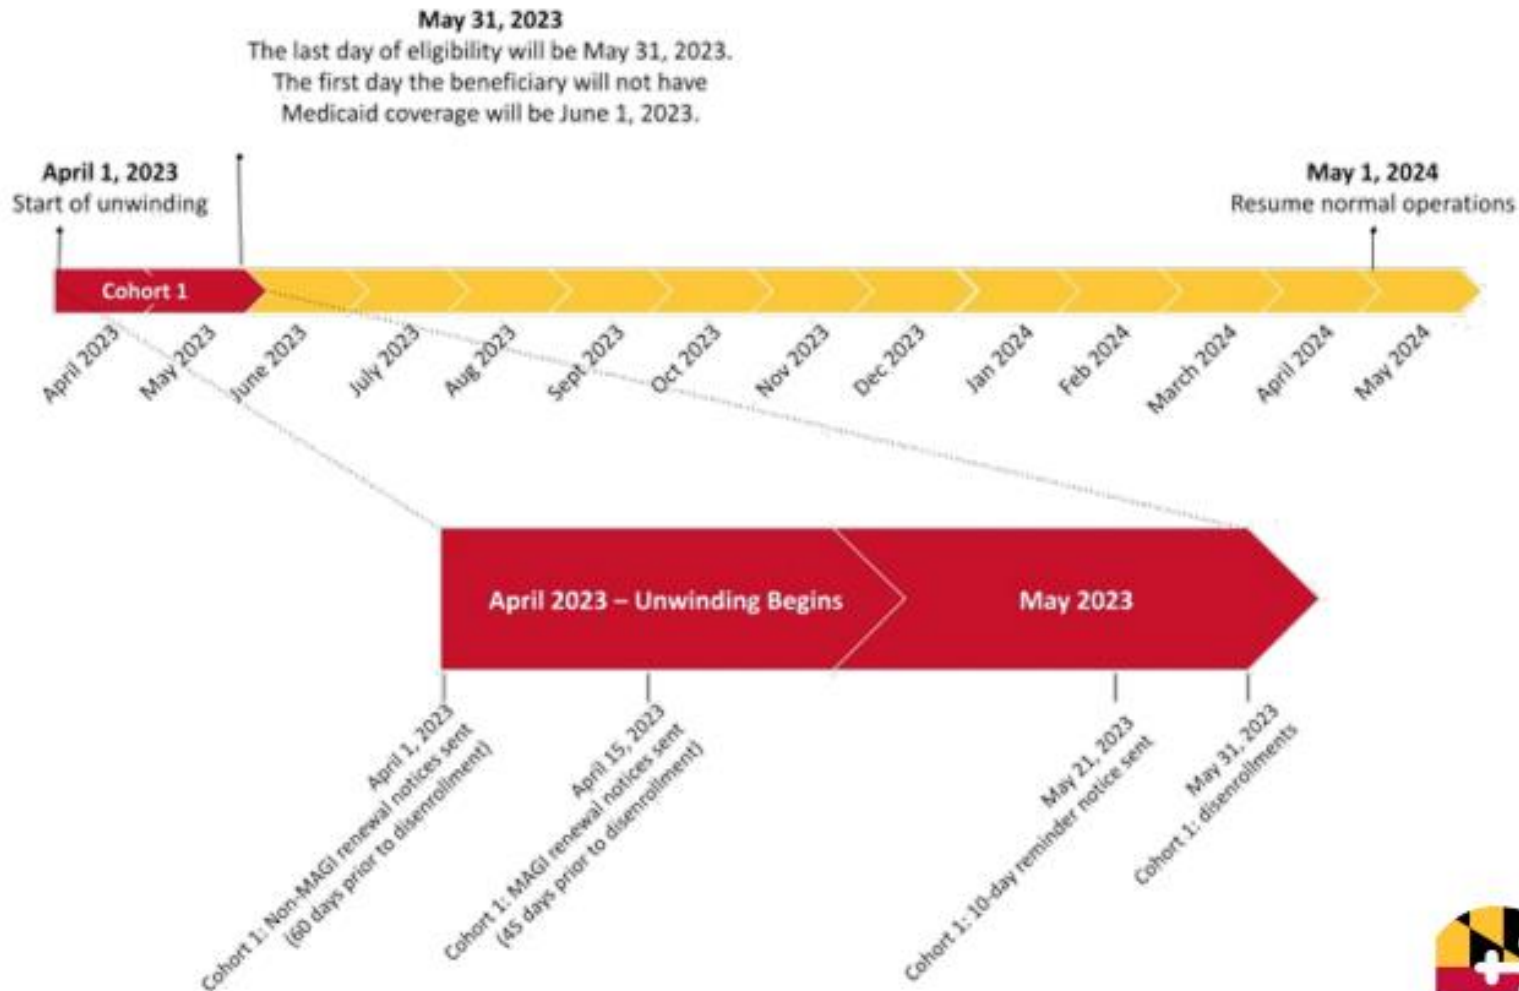 May 31, 2023
The last day of eligibility will be May 31, 2023.
The first day the beneficiary will not have
Medicaid coverage will be June 1, 2023.
April 1, 2023
Start of unwinding
May 1, 2024
Resume normal operations
Cohort 1
April 2023
May 2023
June 2023
July 2023
Aug 2023
Sept 2023
Oct 2023
Nov 2023
Dec 2023
Jan 2024
Feb 2024
March 2024
April 2024
May 2024
April 2023 – Unwinding Begins
May 2023
April 1, 2023
Cohort 1: Non-MAGI renewal notices sent
(60 days prior to disenrollment)
April 15, 2023
Cohort 1: MAGI renewal notices sent
(45 days prior to disenrollment)
May 21, 2023
Cohort 1: 10-day reminder notice sent
May 31, 2023
Cohort 1: disenrollments